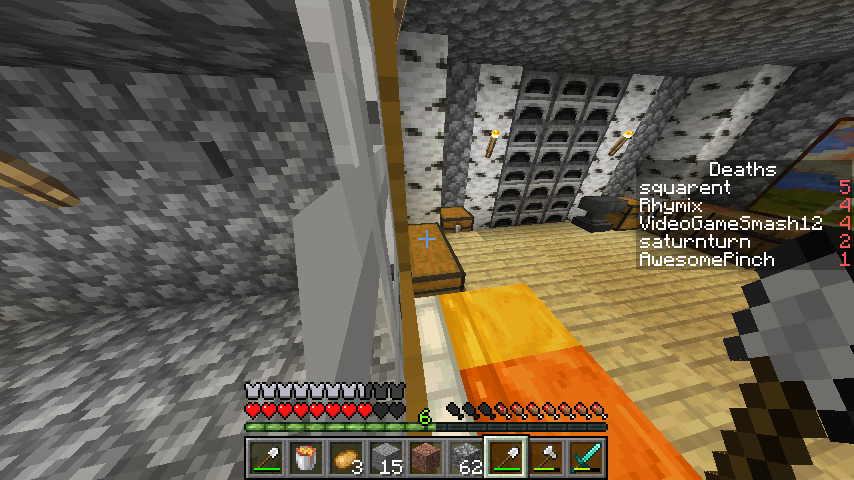 Deaths
squarent 5
Rhymix 4
VideoGameSmash12 4
saturnturn 2
AwesomePinch 1
6
3 15 62